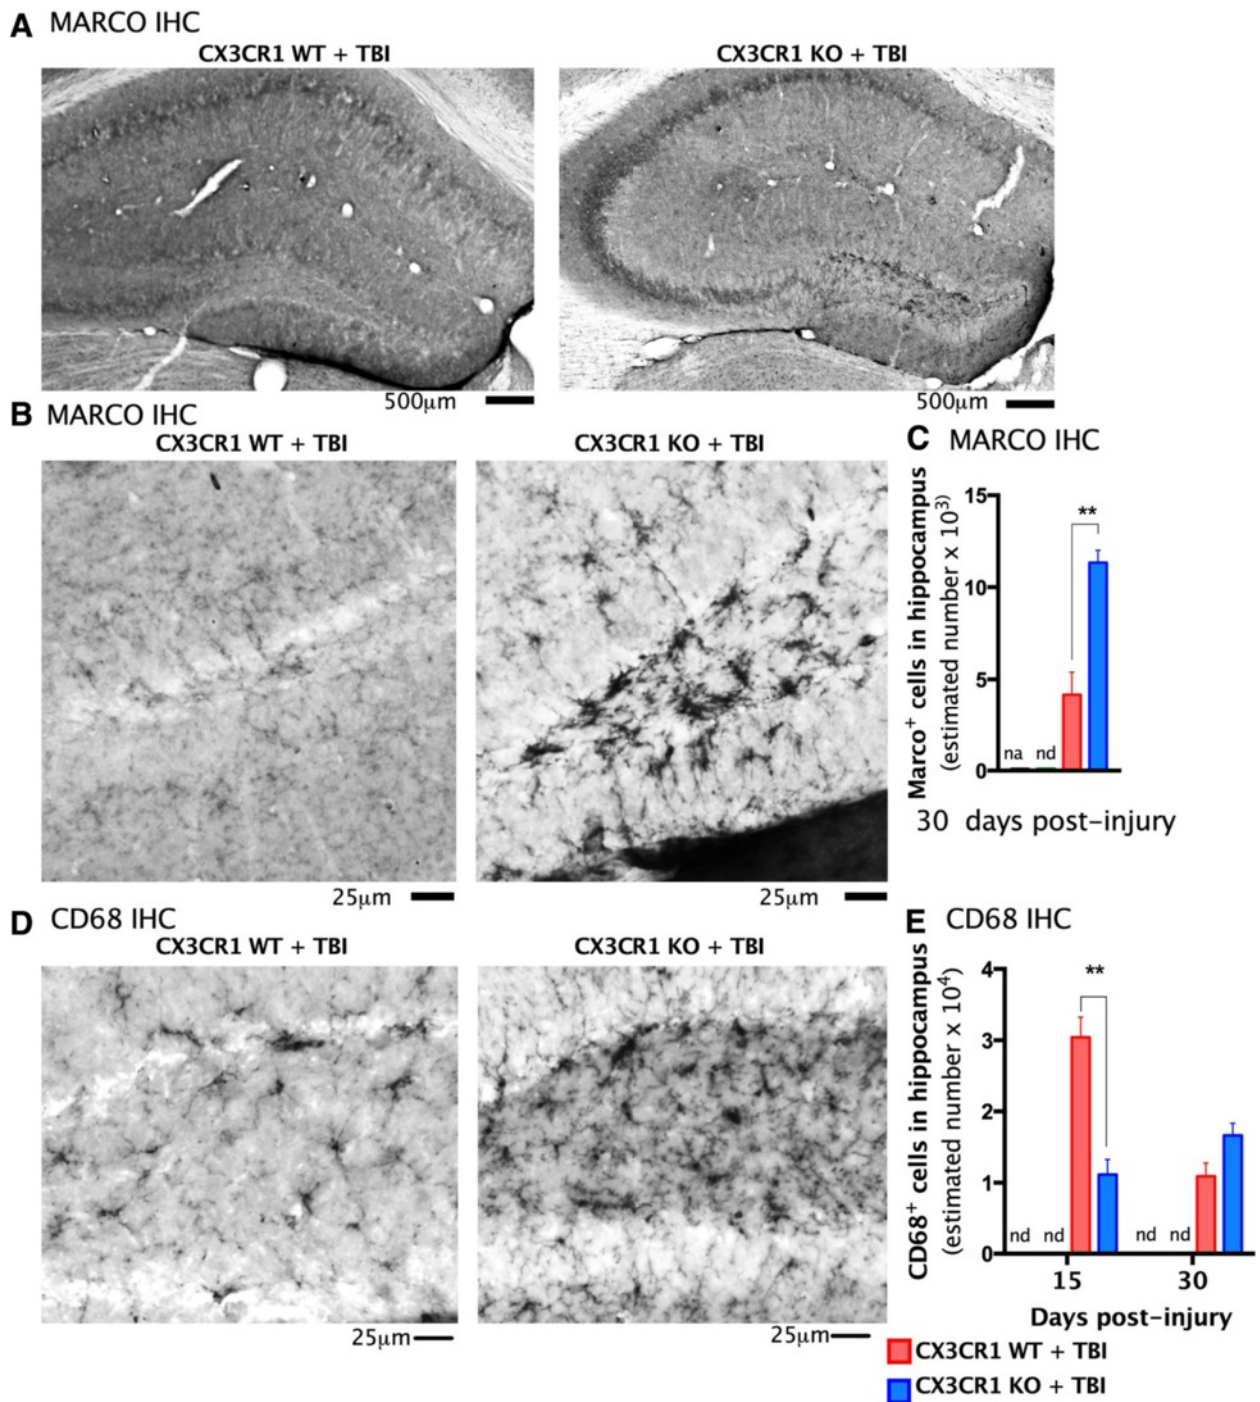 A MARCO IHC
CX3CR1 WT + TBI
CX3CR1 KO + TBI
500μm
500μm
B MARCO IHC
CX3CR1 WT + TBI
CX3CR1 KO + TBI
25μm
25μm
C MARCO IHC
Marco⁺ cells in hippocampus
(estimated number x 10³)
15
10
5
0
**
na
nd
30 days post-injury
D CD68 IHC
CX3CR1 WT + TBI
CX3CR1 KO + TBI
25μm
25μm
E CD68 IHC
CD68⁺ cells in hippocampus
(estimated number x 10⁴)
4
3
2
1
0
**
nd
nd
nd
nd
15
30
Days post-injury
CX3CR1 WT + TBI
CX3CR1 KO + TBI